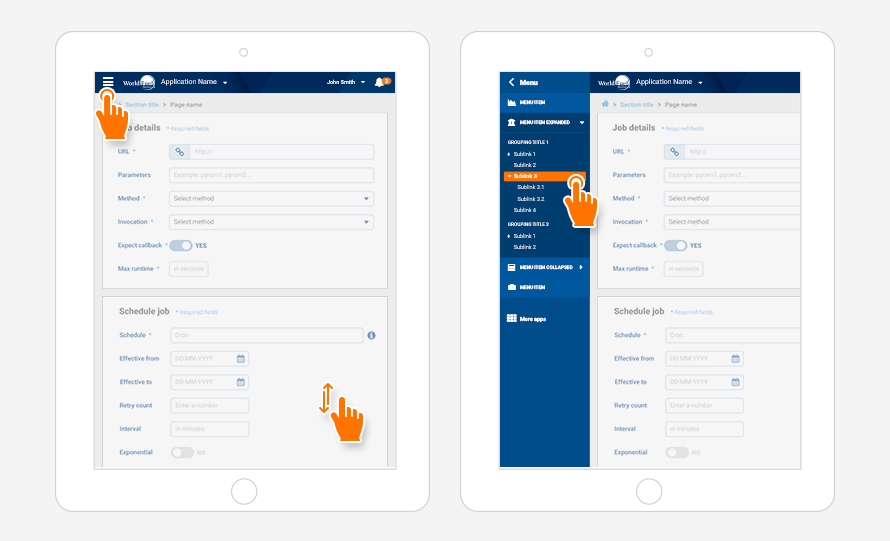 WorldFirst Application Name
John Smith
3
Section title > Page name
Job details * Required fields
URL *
http://
Parameters
Example: param1, param2...
Method *
Select method
Invocation *
Select method
Expect callback *
YES
Max runtime *
In seconds
Schedule job * Required fields
Schedule *
Cron
Effective from
DD-MM-YYYY
Effective to
DD-MM-YYYY
Retry count
Enter a number
Interval
In minutes
Exponential
NO
Menu
MENU ITEM
MENU ITEM EXPANDED
GROUPING TITLE 1
Sublink 1
Sublink 2
Sublink 3
Sublink 3.1
Sublink 3.2
Sublink 4
GROUPING TITLE 2
Sublink 1
Sublink 2
MENU ITEM COLLAPSED
MENU ITEM
More apps
Application Name
Section title > Page name
Job details * Required fields
URL *
http://
Parameters
Example: param1, param2...
Method *
Select method
Invocation *
Select method
Expect callback *
YES
Max runtime *
In seconds
Schedule job * Required fields
Schedule *
Cron
Effective from
DD-MM-YYYY
Effective to
DD-MM-YYYY
Retry count
Enter a number
Interval
In minutes
Exponential
NO